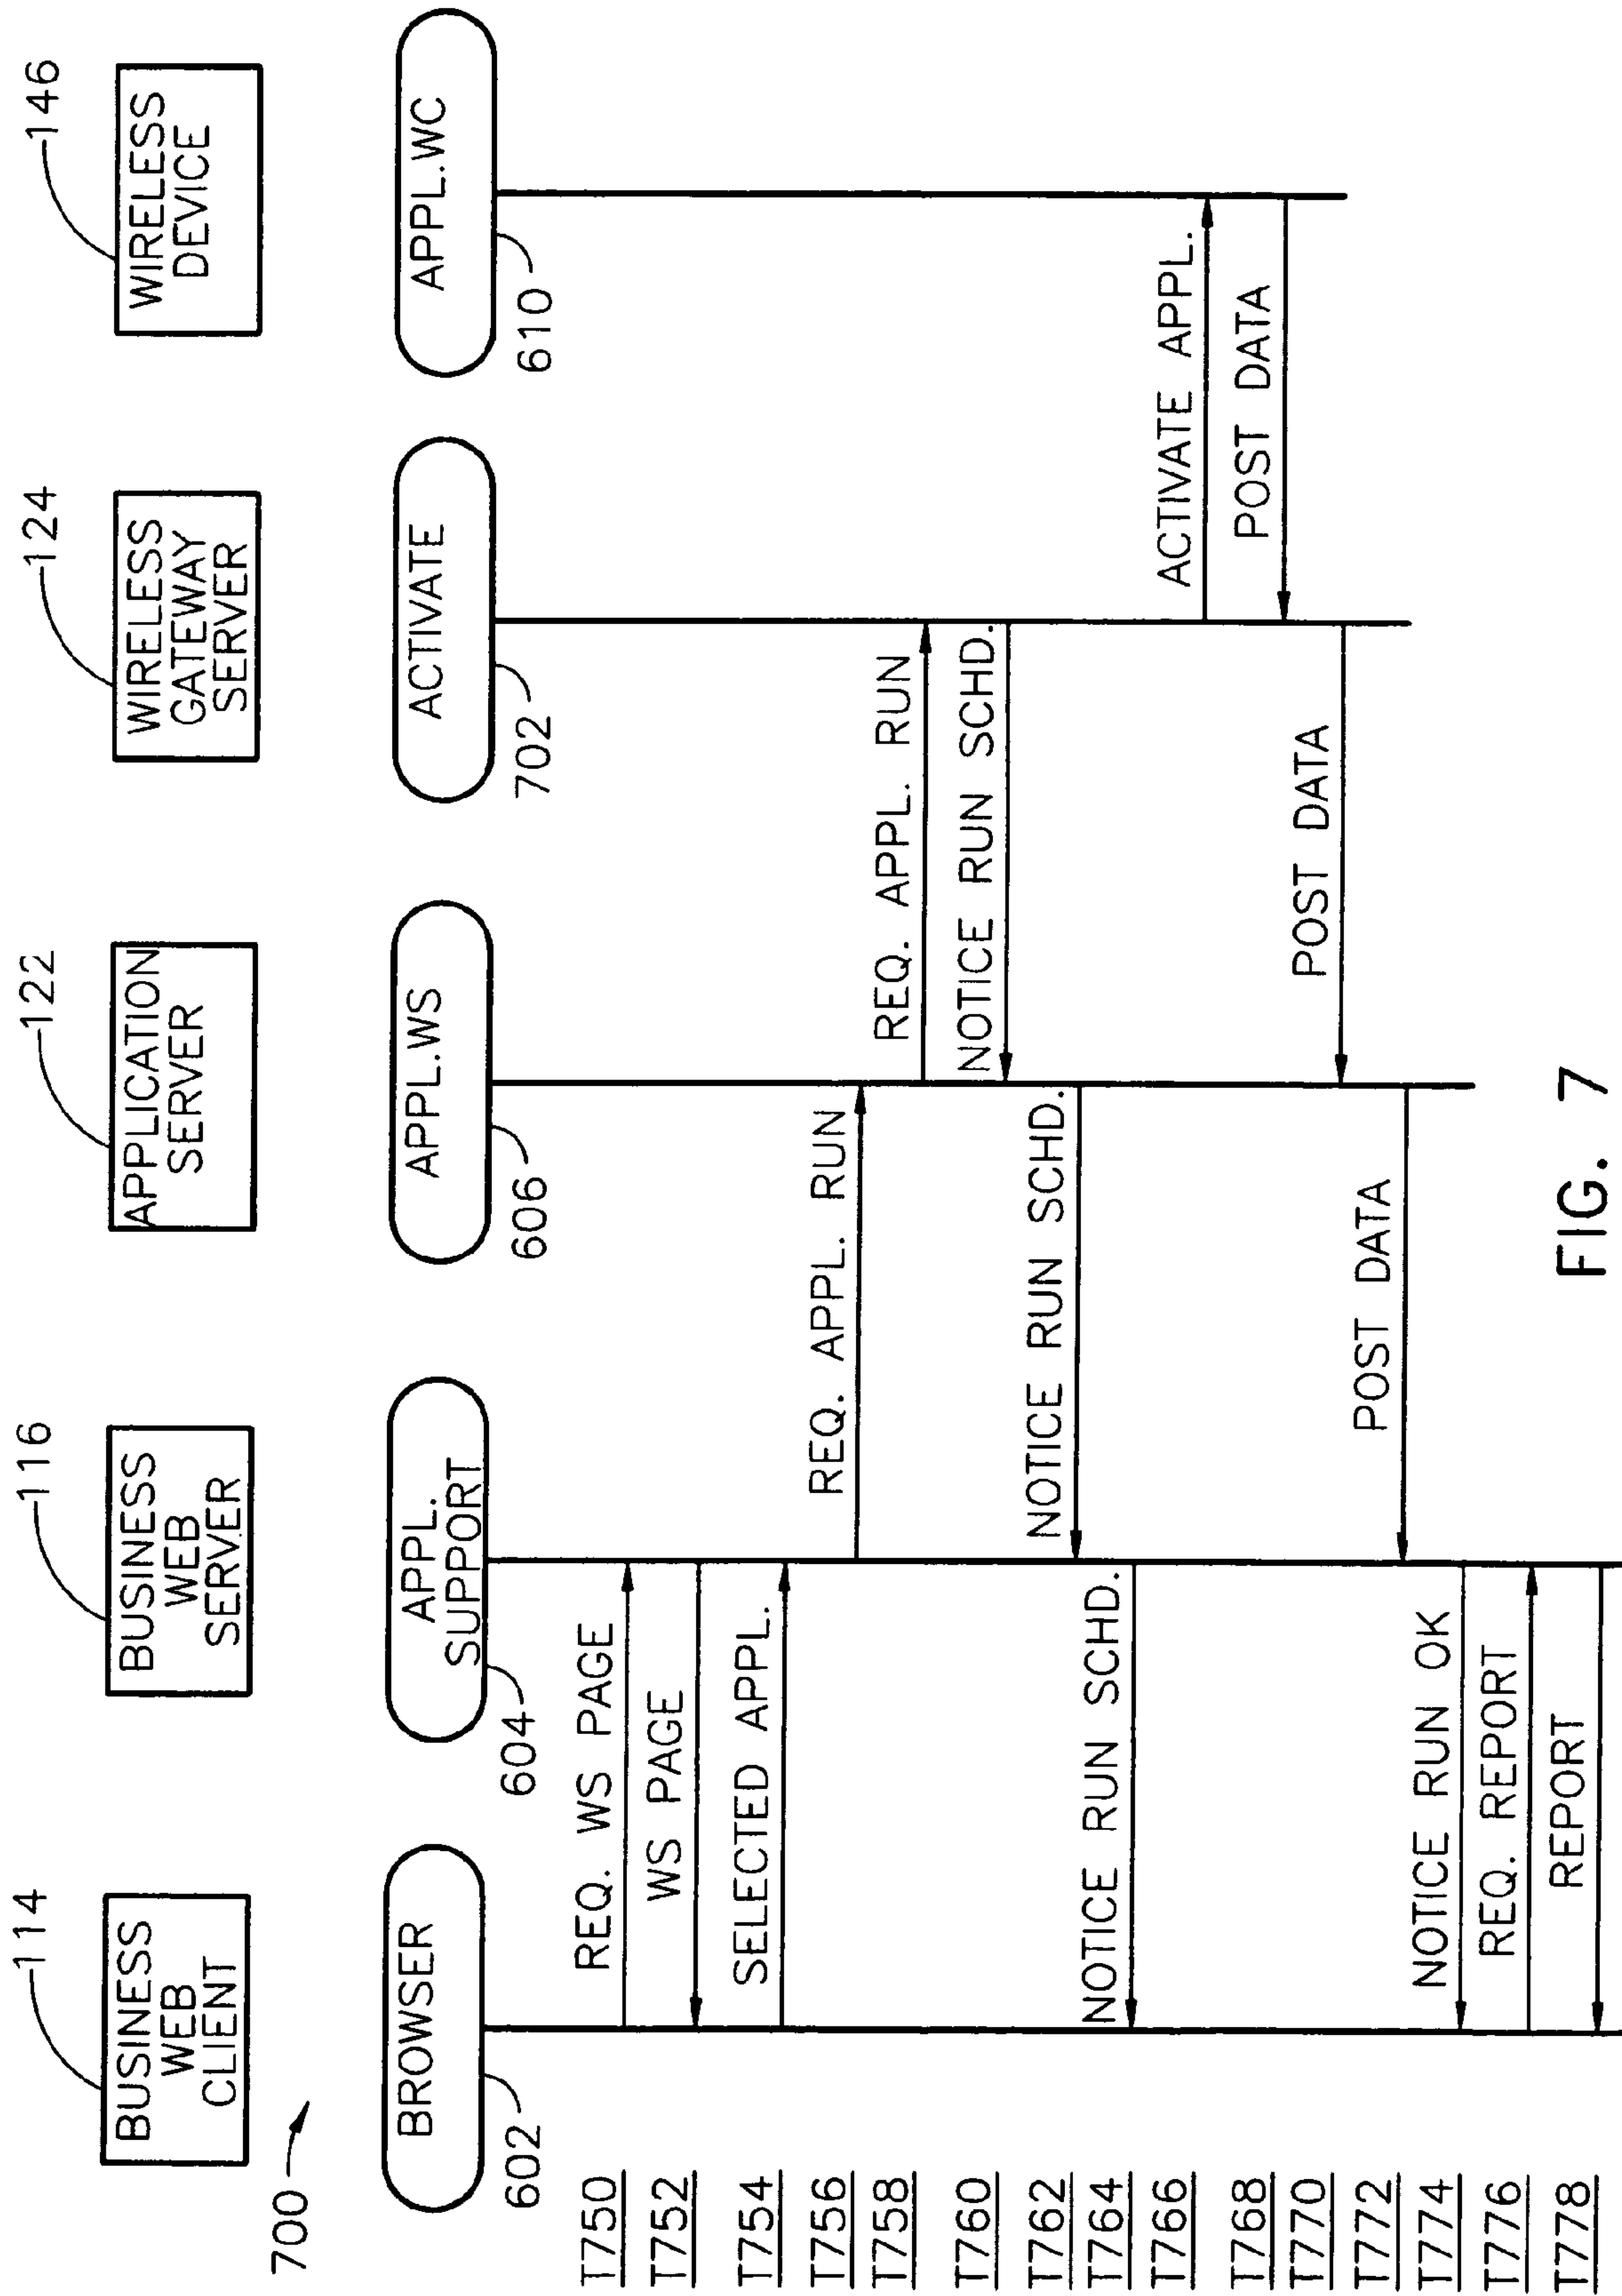 114
116
122
124
146
BUSINESS
WEB
CLIENT
BUSINESS
WEB
SERVER
APPLICATION
SERVER
WIRELESS
GATEWAY
SERVER
WIRELESS
DEVICE
700
BROWSER
APPL.
SUPPORT
APPL.WS
ACTIVATE
APPL.WC
602
604
606
702
610
T750
REQ. WS PAGE
T752
WS PAGE
T754
SELECTED APPL.
T756
REQ. APPL. RUN
T758
REQ. APPL. RUN
T760
NOTICE RUN SCHD.
T762
NOTICE RUN SCHD.
T764
NOTICE RUN SCHD.
T766
ACTIVATE APPL.
T768
POST DATA
T770
POST DATA
T772
POST DATA
T774
NOTICE RUN OK
T776
REQ. REPORT
T778
REPORT
FIG. 7